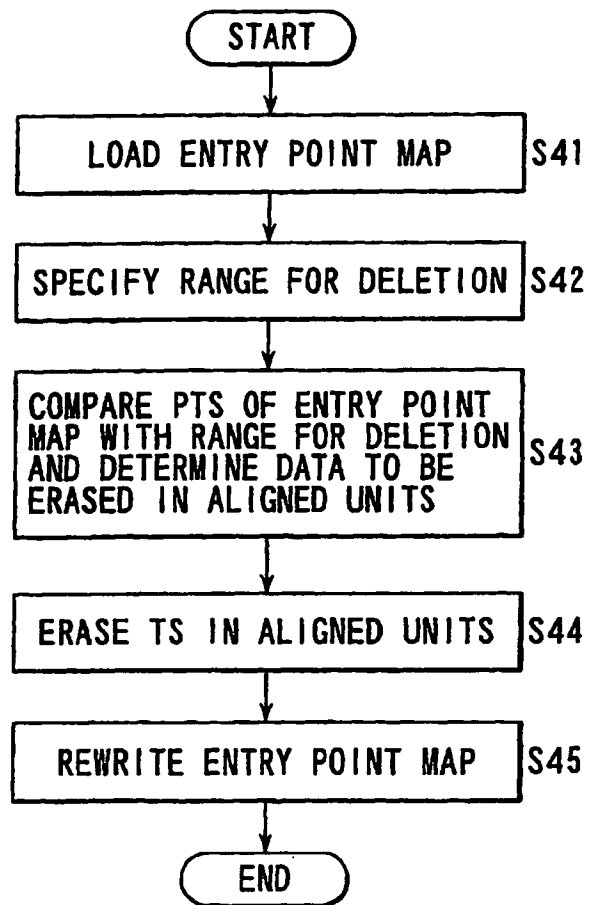 START
LOAD ENTRY POINT MAP S41
SPECIFY RANGE FOR DELETION S42
COMPARE PTS OF ENTRY POINT
MAP WITH RANGE FOR DELETION
AND DETERMINE DATA TO BE
ERASED IN ALIGNED UNITS
S43
ERASE TS IN ALIGNED UNITS S44
REWRITE ENTRY POINT MAP S45
END